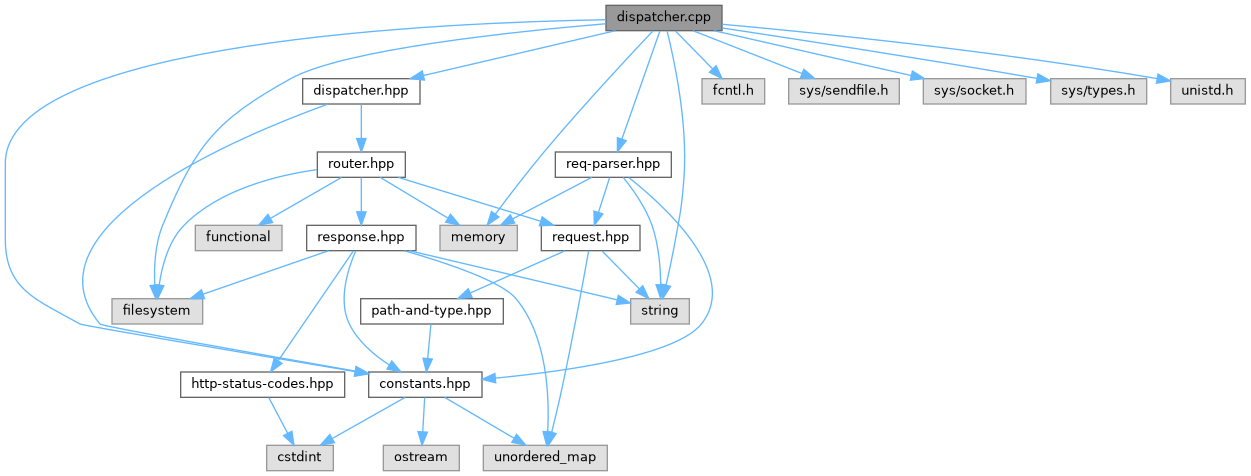 dispatcher.cpp
dispatcher.hpp
fcntl.h
sys/sendfile.h
sys/socket.h
sys/types.h
unistd.h
router.hpp
req-parser.hpp
functional
response.hpp
memory
request.hpp
filesystem
path-and-type.hpp
string
http-status-codes.hpp
constants.hpp
cstdint
ostream
unordered_map